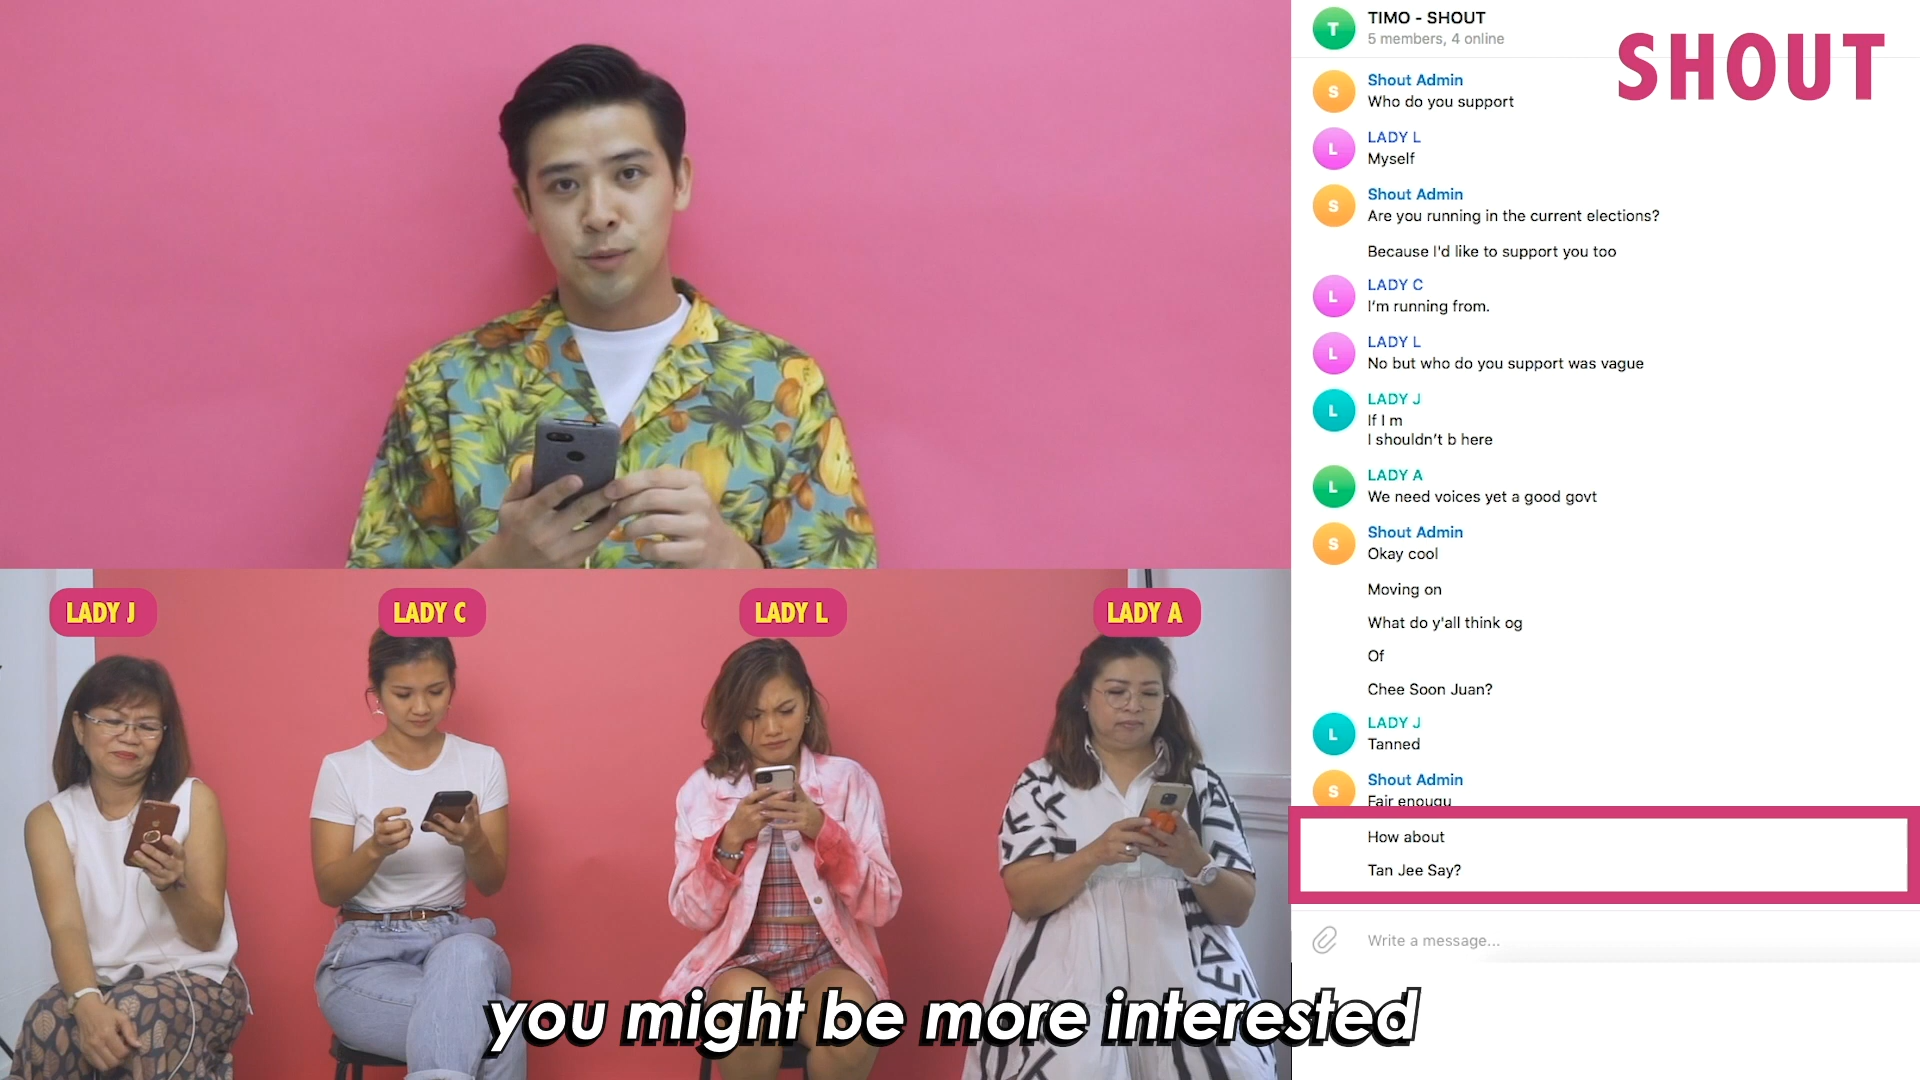 T
TIMO - SHOUT
5 members, 4 online
SHOUT
S
Shout Admin
Who do you support
L
LADY L
Myself
S
Shout Admin
Are you running in the current elections?
Because I'd like to support you too
L
LADY C
I'm running from.
L
LADY L
No but who do you support was vague
L
LADY J
If I m
I shouldn't b here
L
LADY A
We need voices yet a good govt
S
Shout Admin
Okay cool
Moving on
What do y'all think og
Of
Chee Soon Juan?
L
LADY J
Tanned
S
Shout Admin
Fair enougu
How about
Tan Jee Say?
Write a message...
LADY J
LADY C
LADY L
LADY A
you might be more interested